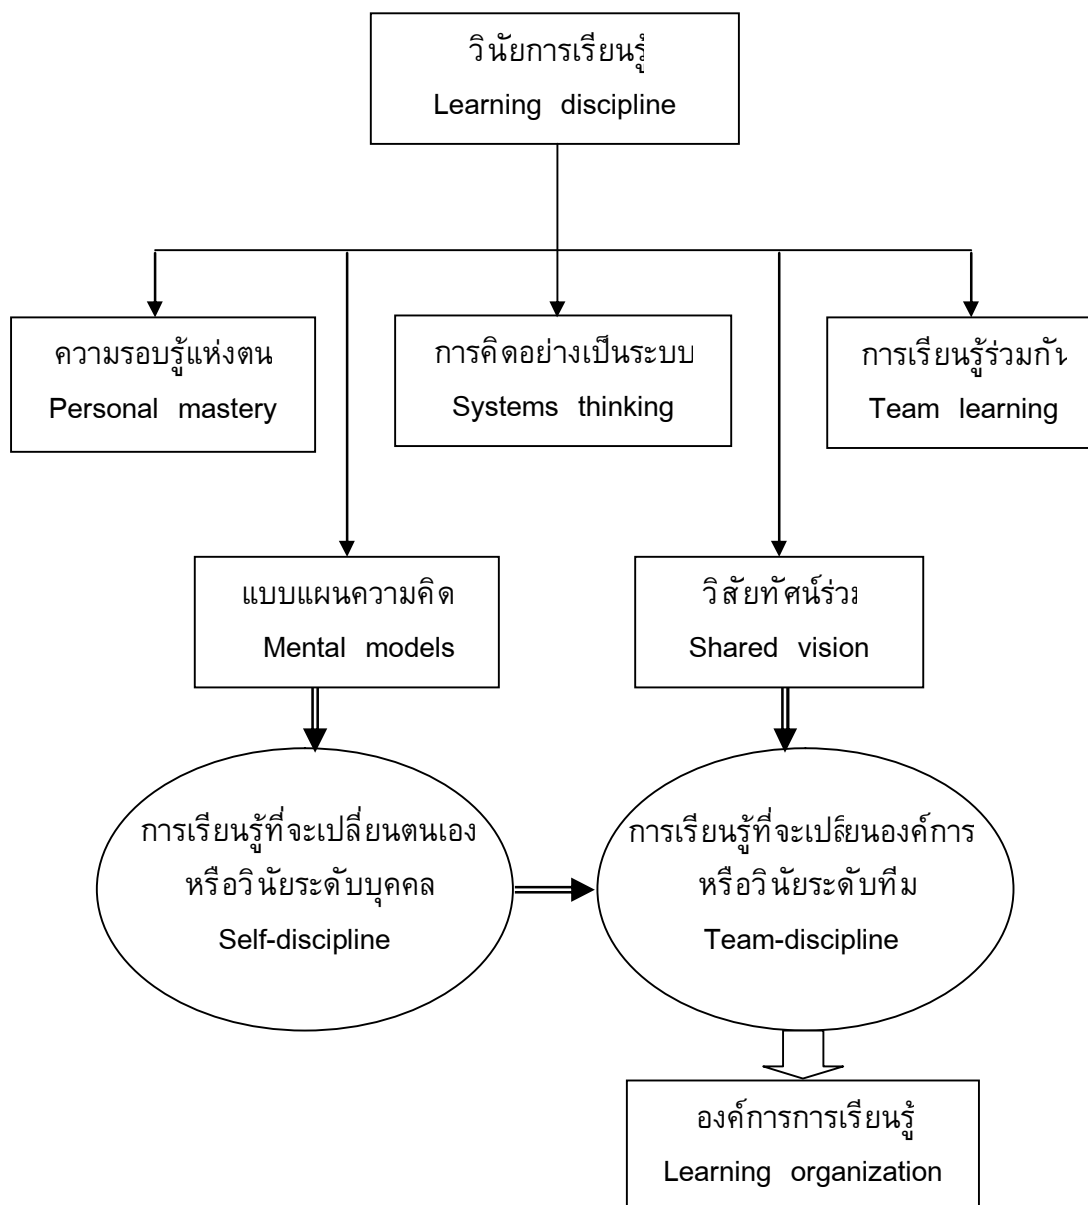 วินัยการเรียนรู้
Learning discipline
ความรอบรู้แห่งตน
Personal mastery
การคิดอย่างเป็นระบบ
Systems thinking
การเรียนรู้ร่วมกัน
Team learning
แบบแผนความคิด
Mental models
วิสัยทัศน์ร่วม
Shared vision
การเรียนรู้ที่จะเปลี่ยนตนเอง
หรือวินัยระดับบุคคล
Self-discipline
การเรียนรู้ที่จะเปลี่ยนองค์การ
หรือวินัยระดับทีม
Team-discipline
องค์การการเรียนรู้
Learning organization